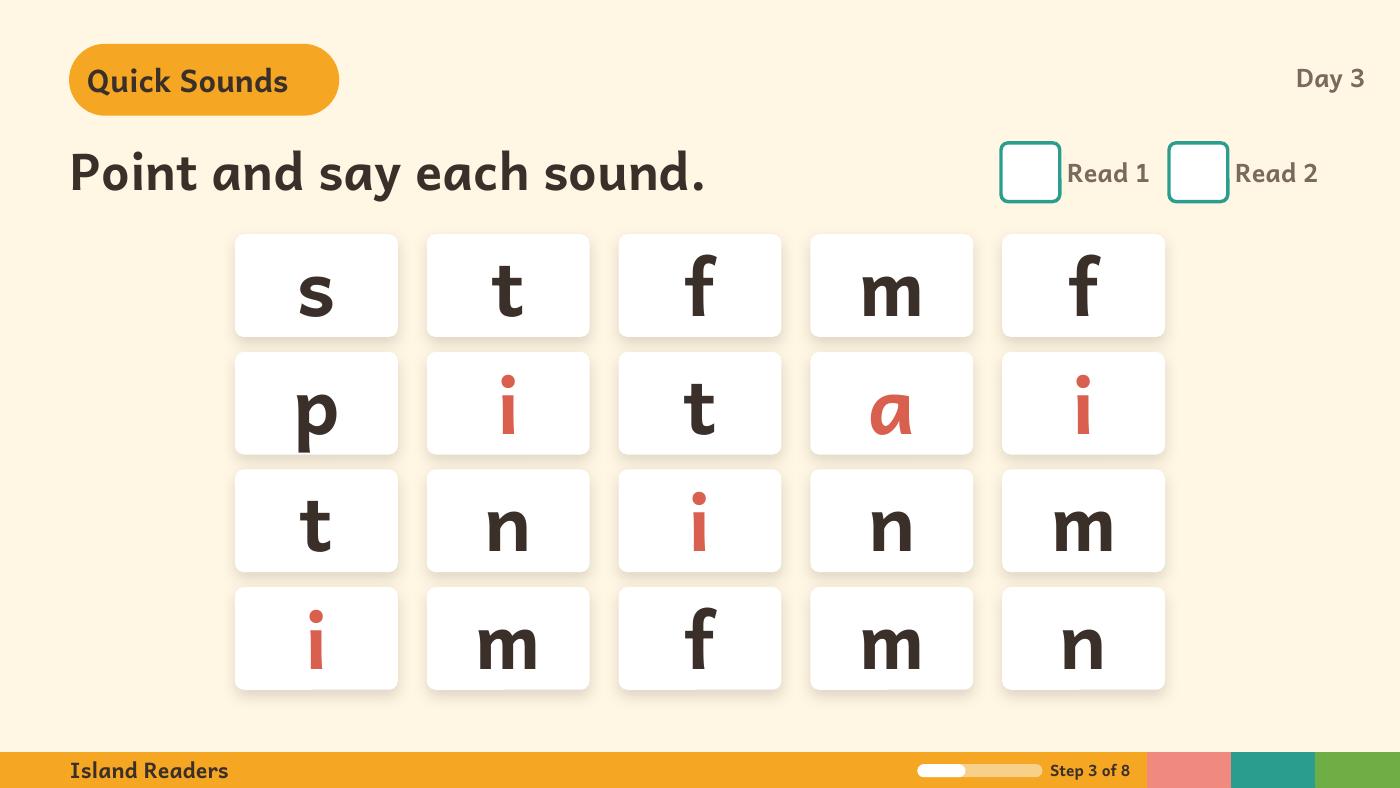 Quick Sounds
Day 3
Point and say each sound.
Read 1 Read 2
s t f m f
p i t a i
t n i n m
i m f m n
Island Readers
Step 3 of 8